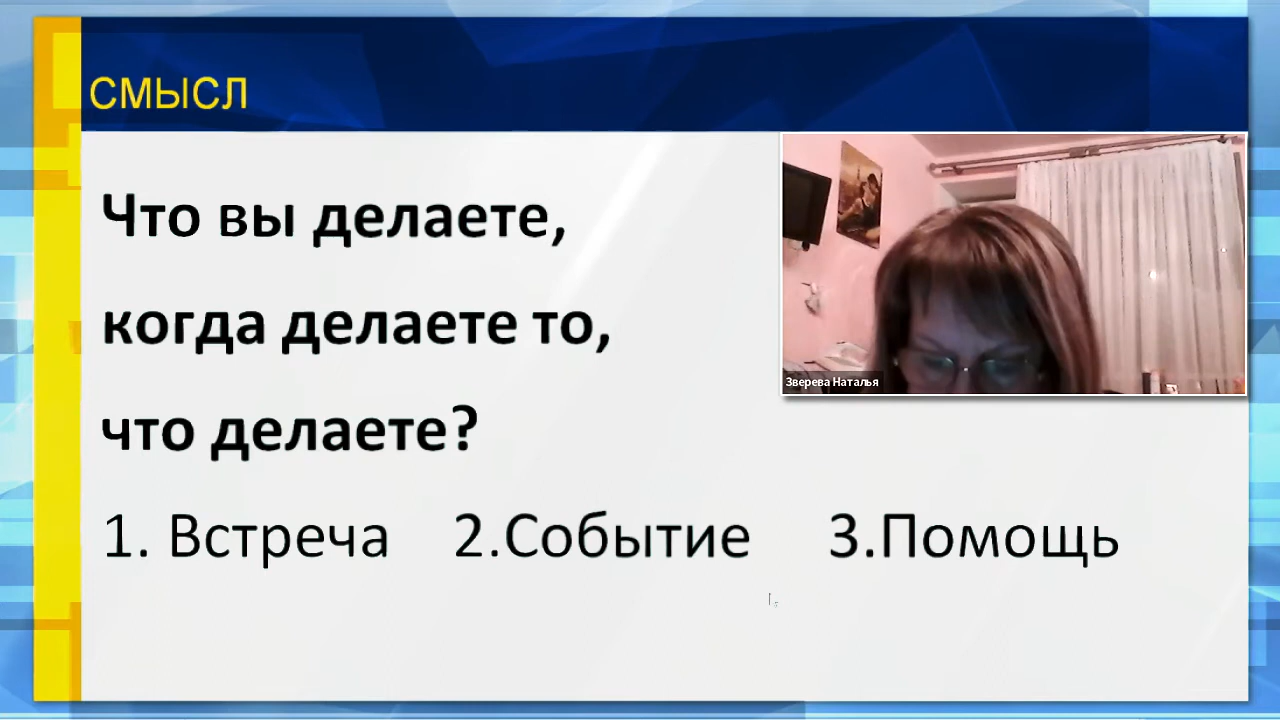 СМЫСЛ
Что вы делаете,
когда делаете то,
что делаете?
1. Встреча 2.Событие 3.Помощь
Зверева Наталья